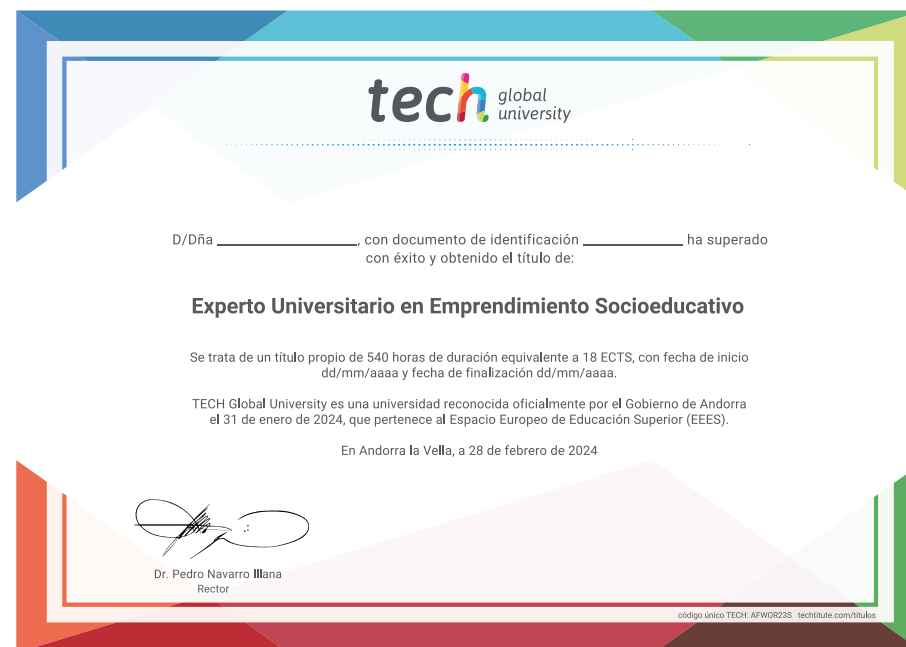 tech global
university
D/Dña ____________________, con documento de identificación ______________ ha superado
con éxito y obtenido el título de:
Experto Universitario en Emprendimiento Socioeducativo
Se trata de un título propio de 540 horas de duración equivalente a 18 ECTS, con fecha de inicio
dd/mm/aaaa y fecha de finalización dd/mm/aaaa.
TECH Global University es una universidad reconocida oficialmente por el Gobierno de Andorra
el 31 de enero de 2024, que pertenece al Espacio Europeo de Educación Superior (EEES).
En Andorra la Vella, a 28 de febrero de 2024
Dr. Pedro Navarro Illana
Rector
código único TECH: AFWOR23S techtitute.com/titulos